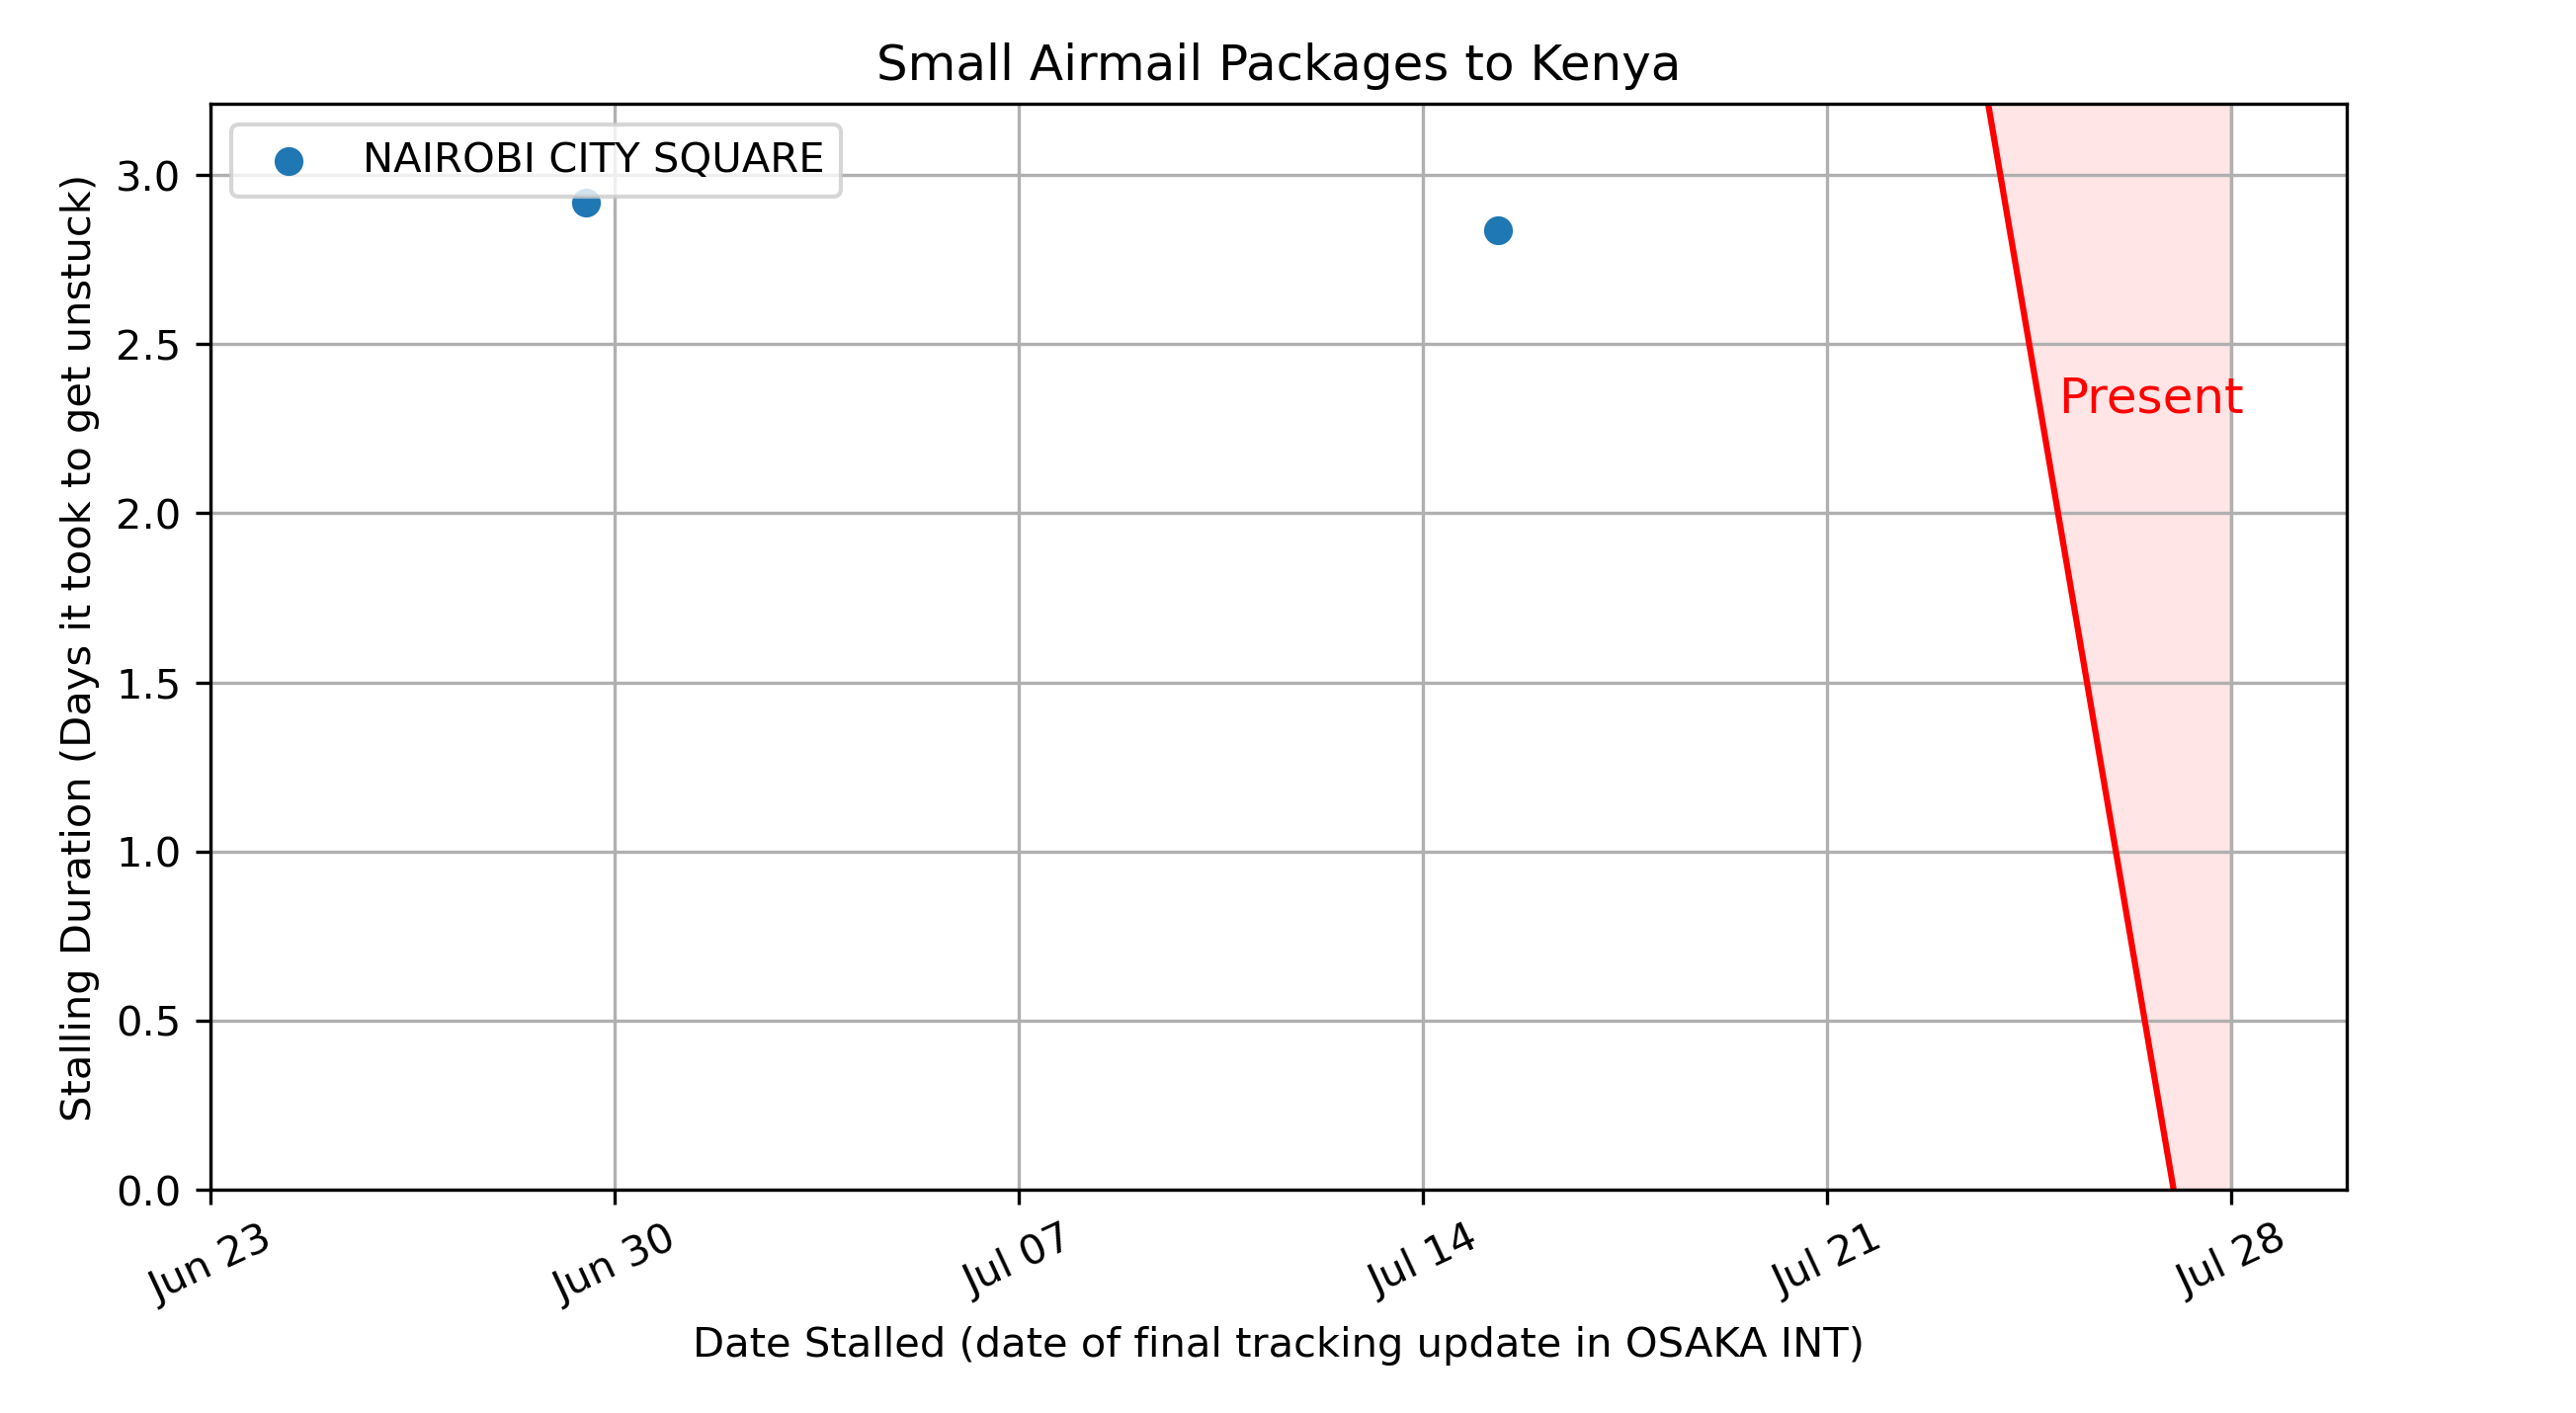 Small Airmail Packages to Kenya
NAIROBI CITY SQUARE
Stalling Duration (Days it took to get unstuck)
3.0
2.5
2.0
1.5
1.0
0.5
0.0
Present
Jun 23
Jun 30
Jul 07
Jul 14
Jul 21
Jul 28
Date Stalled (date of final tracking update in OSAKA INT)